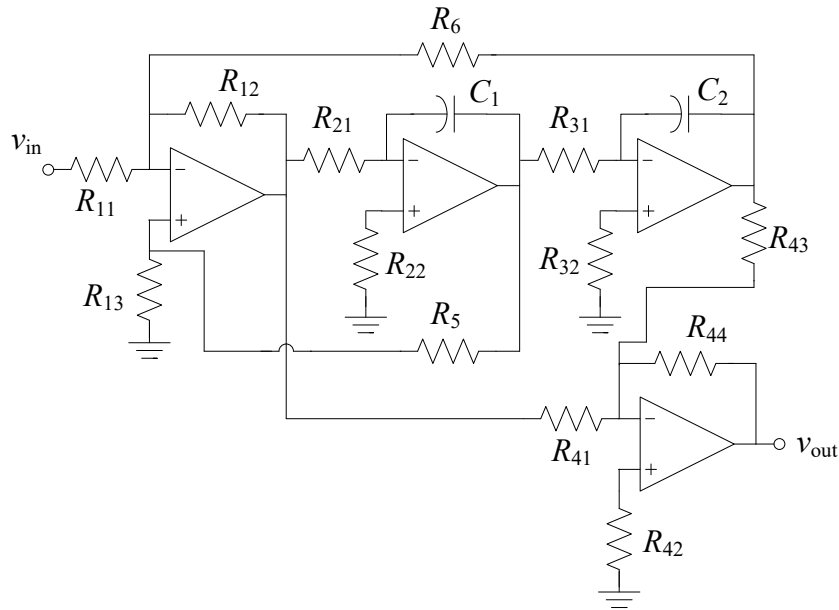 R6
R12
C1
C2
R21
R31
vin
−
−
−
R11
+
+
+
R22
R32
R43
R13
R5
R44
−
R41
vout
+
R42